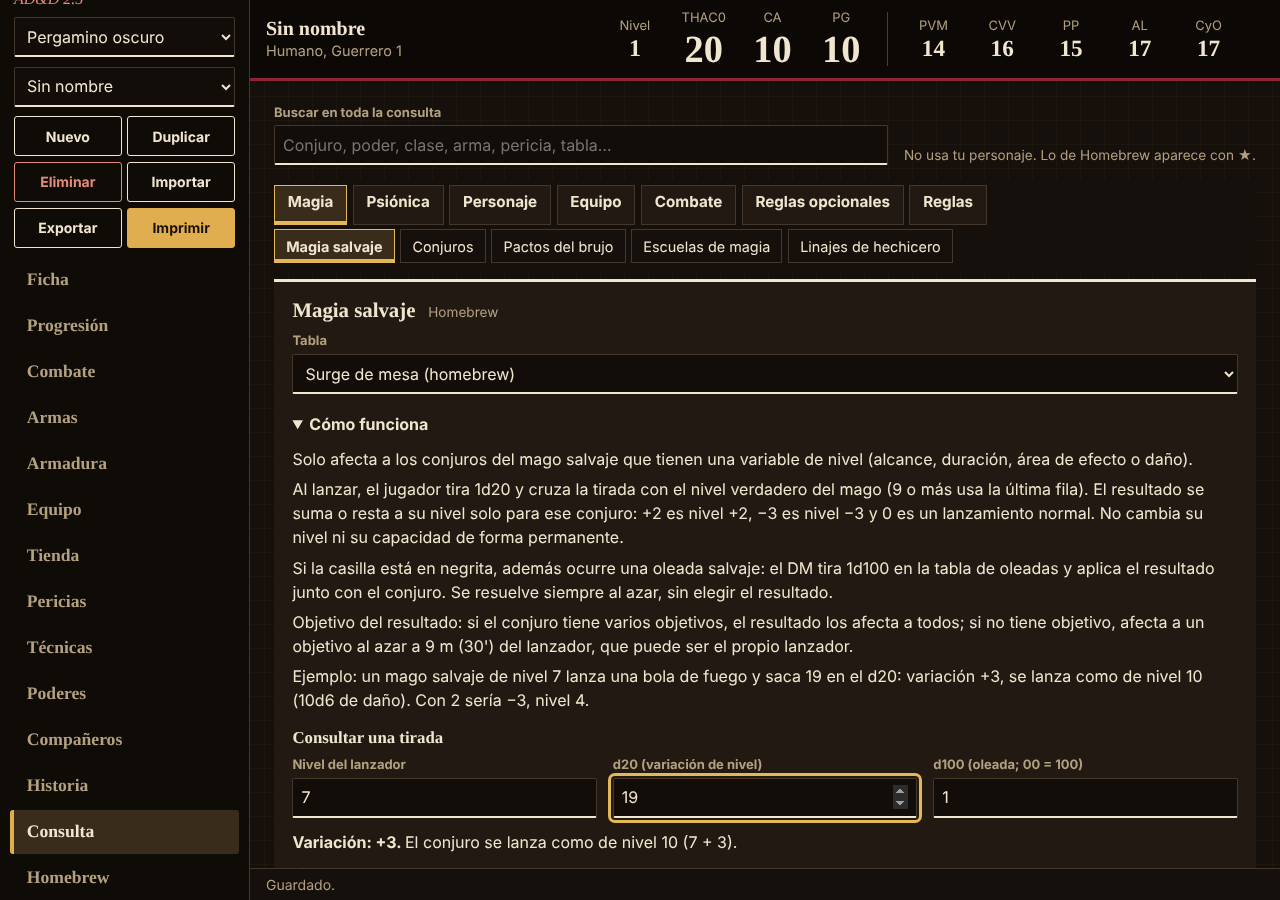 AD&D 2.5
Pergamino oscuro
Sin nombre
Nuevo
Duplicar
Eliminar
Importar
Exportar
Imprimir
Ficha
Progresión
Combate
Armas
Armadura
Equipo
Tienda
Pericias
Técnicas
Poderes
Compañeros
Historia
Consulta
Homebrew
Sin nombre
Humano, Guerrero 1
Nivel
1
THAC0
20
CA
10
PG
10
PVM
14
CVV
16
PP
15
AL
17
CyO
17
Buscar en toda la consulta
Conjuro, poder, clase, arma, pericia, tabla...
No usa tu personaje. Lo de Homebrew aparece con ★.
Magia
Psiónica
Personaje
Equipo
Combate
Reglas opcionales
Reglas
Magia salvaje
Conjuros
Pactos del brujo
Escuelas de magia
Linajes de hechicero
Magia salvaje Homebrew
Tabla
Surge de mesa (homebrew)
▼ Cómo funciona
Solo afecta a los conjuros del mago salvaje que tienen una variable de nivel (alcance, duración, área de efecto o daño).
Al lanzar, el jugador tira 1d20 y cruza la tirada con el nivel verdadero del mago (9 o más usa la última fila). El resultado se
suma o resta a su nivel solo para ese conjuro: +2 es nivel +2, −3 es nivel −3 y 0 es un lanzamiento normal. No cambia su
nivel ni su capacidad de forma permanente.
Si la casilla está en negrita, además ocurre una oleada salvaje: el DM tira 1d100 en la tabla de oleadas y aplica el resultado
junto con el conjuro. Se resuelve siempre al azar, sin elegir el resultado.
Objetivo del resultado: si el conjuro tiene varios objetivos, el resultado los afecta a todos; si no tiene objetivo, afecta a un
objetivo al azar a 9 m (30') del lanzador, que puede ser el propio lanzador.
Ejemplo: un mago salvaje de nivel 7 lanza una bola de fuego y saca 19 en el d20: variación +3, se lanza como de nivel 10
(10d6 de daño). Con 2 sería −3, nivel 4.
Consultar una tirada
Nivel del lanzador
7
d20 (variación de nivel)
19
d100 (oleada; 00 = 100)
1
Variación: +3. El conjuro se lanza como de nivel 10 (7 + 3).
Guardado.